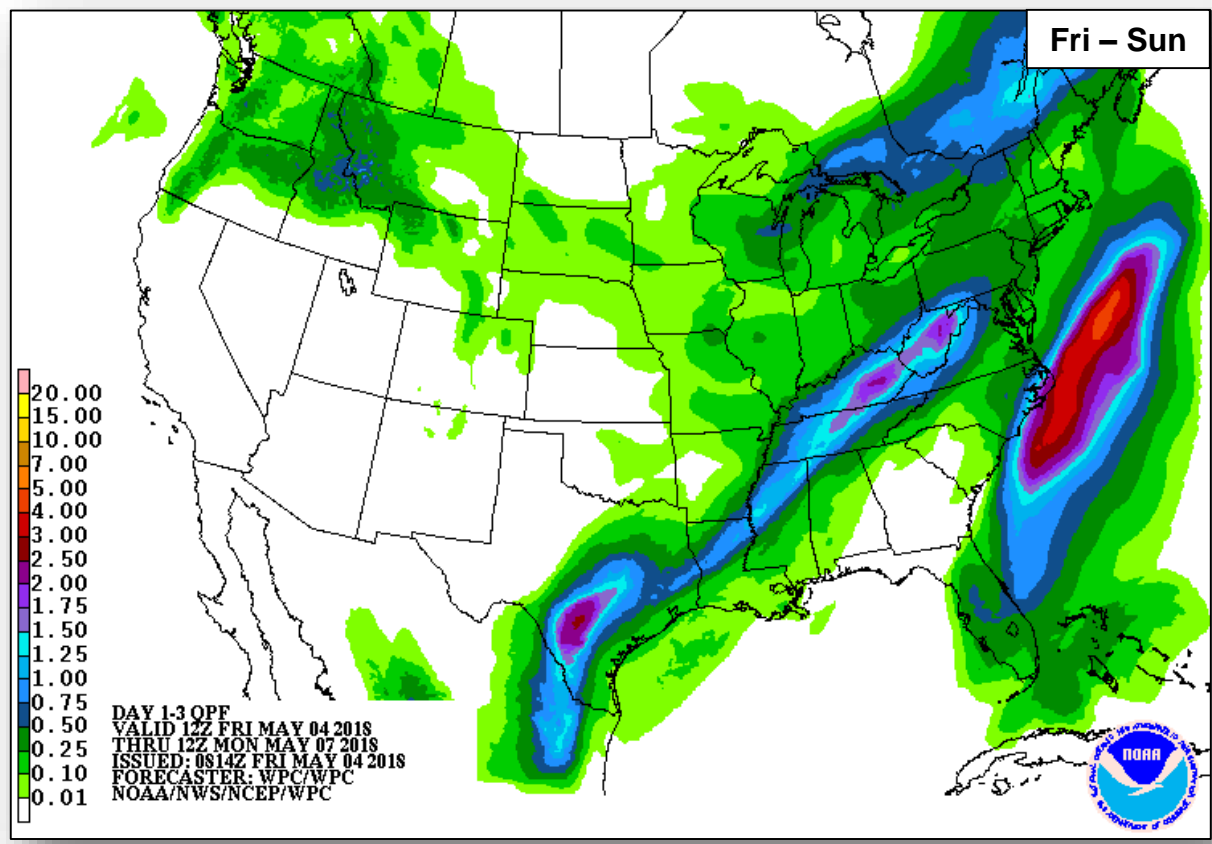 Fri – Sun
20.00
15.00
10.00
7.00
5.00
4.00
3.00
2.50
2.00
1.75
1.50
1.25
1.00
0.75
0.50
0.25
0.10
0.01
DAY 1-3 QPF
VALID 12Z FRI MAY 04 2018
THRU 12Z MON MAY 07 2018
ISSUED: 0814Z FRI MAY 04 2018
FORECASTER: WPC/WPC
NOAA/NWS/NCEP/WPC
NOAA